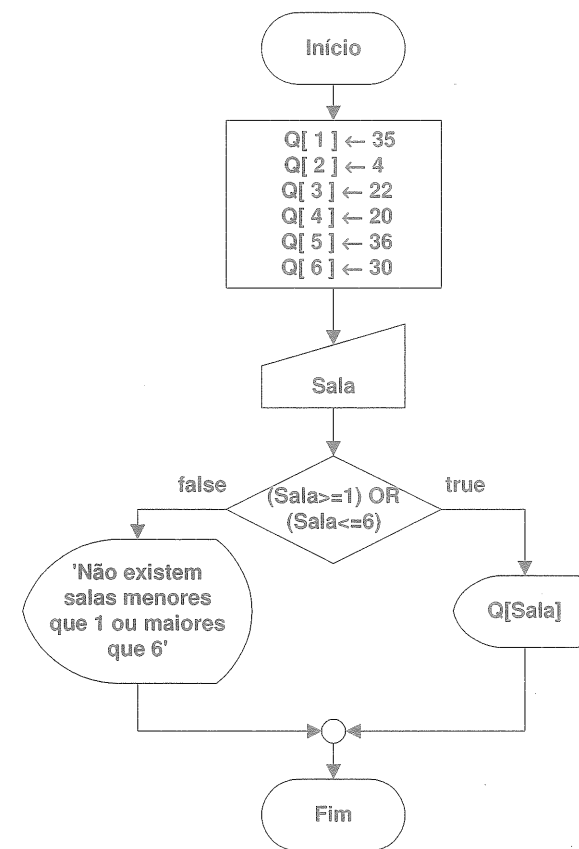 Início
Q[ 1 ] ← 35
Q[ 2 ] ← 4
Q[ 3 ] ← 22
Q[ 4 ] ← 20
Q[ 5 ] ← 36
Q[ 6 ] ← 30
Sala
false
(Sala>=1) OR
(Sala<=6)
true
'Não existem
salas menores
que 1 ou maiores
que 6'
Q[Sala]
Fim